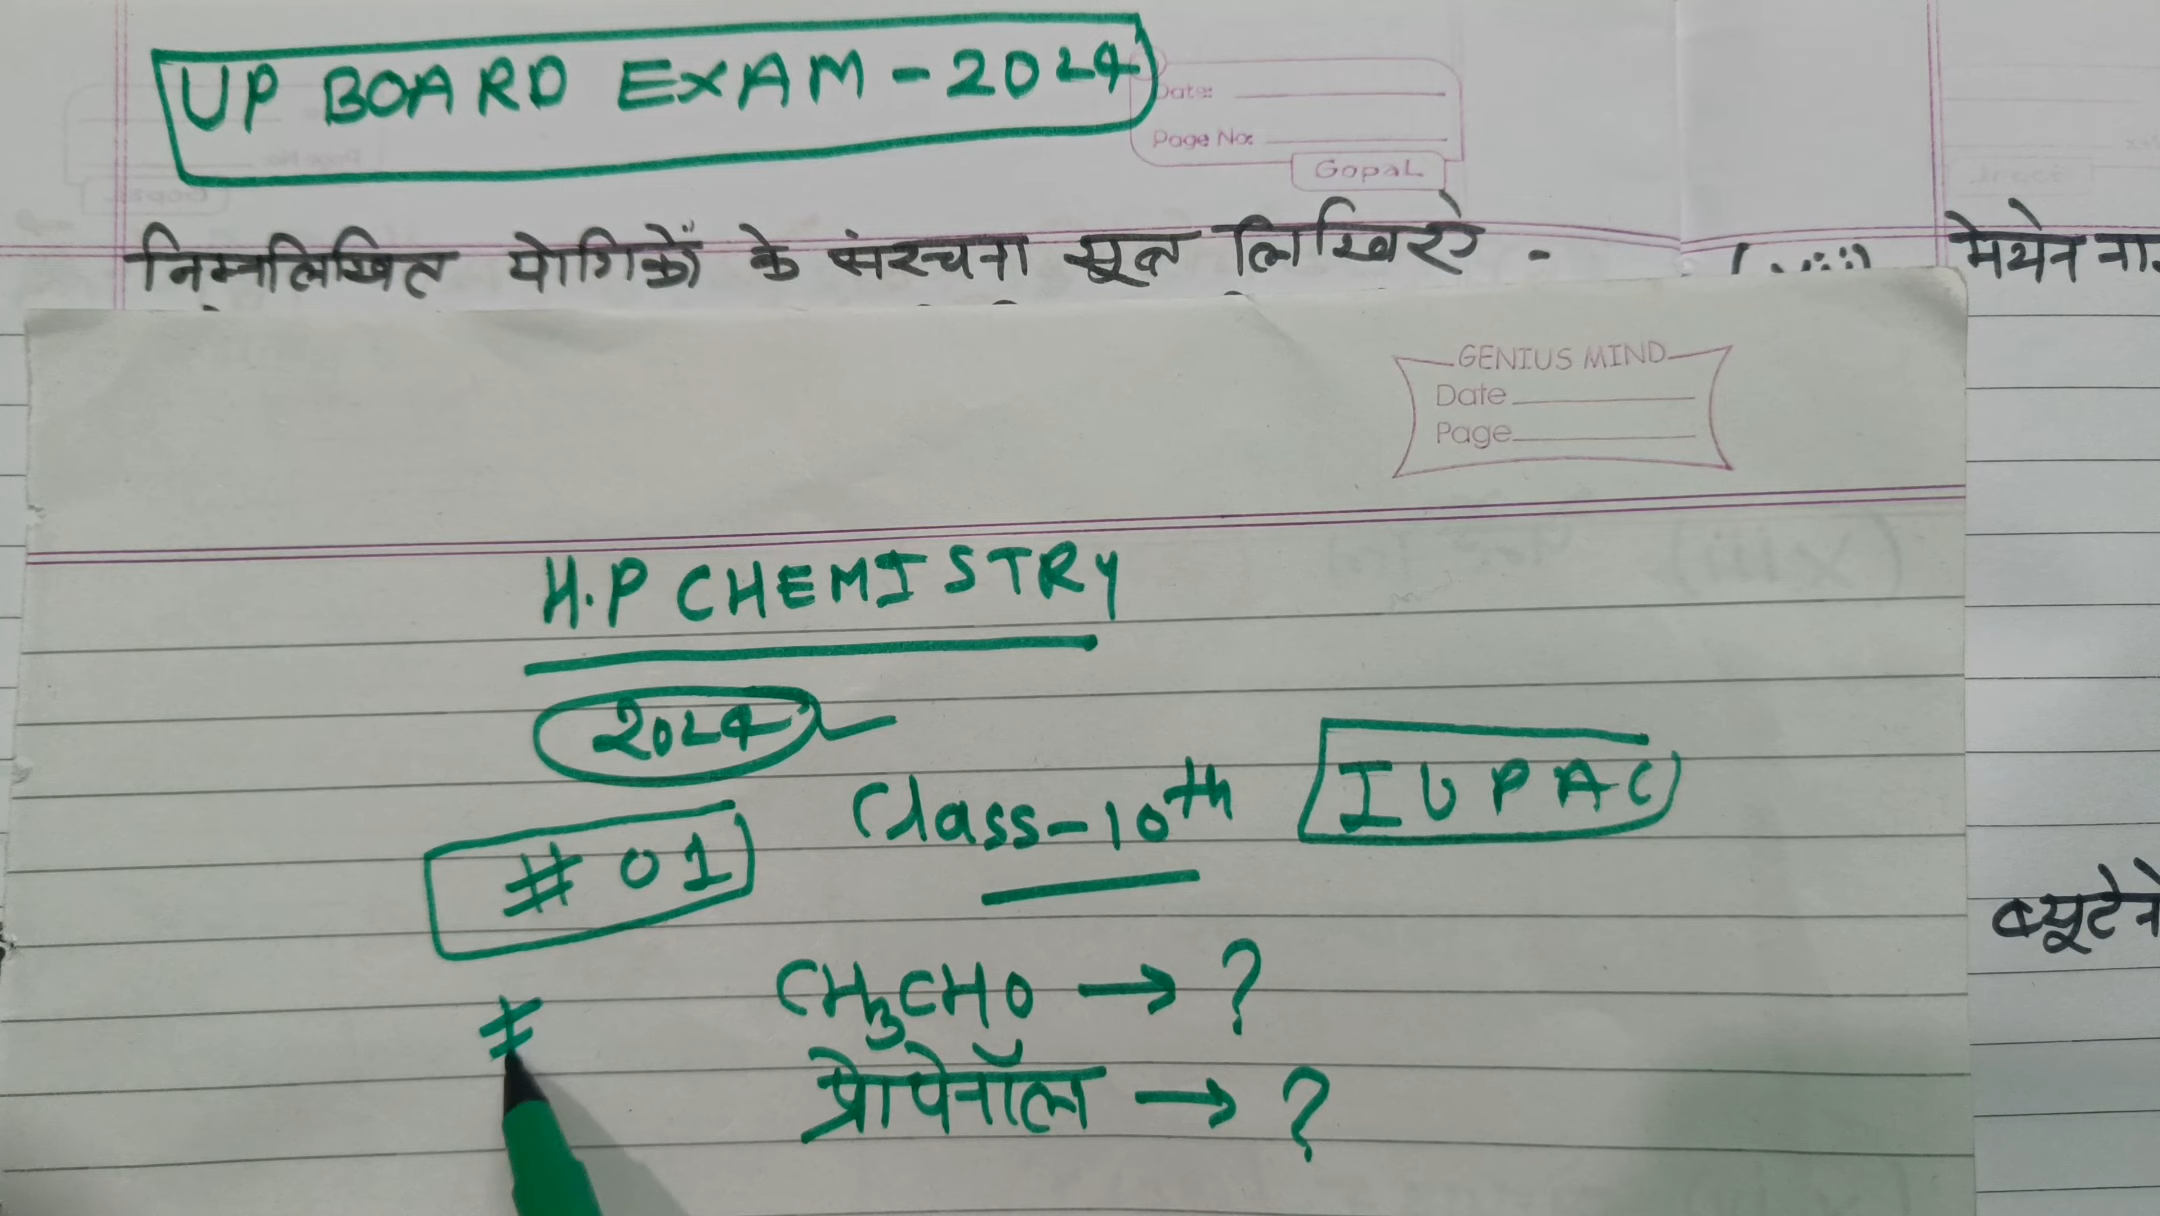 UP BOARD EXAM - 2024
Date:
Page No:
Gopal
निम्नलिखित योगिकों के संरचना सूत्र लिखिए -
मेथेन
GENIUS MIND
Date
Page
H.P CHEMISTRY
2024
Class-10th IUPAC
# 01
CH3CHO → ?
प्रोपेनॉल → ?